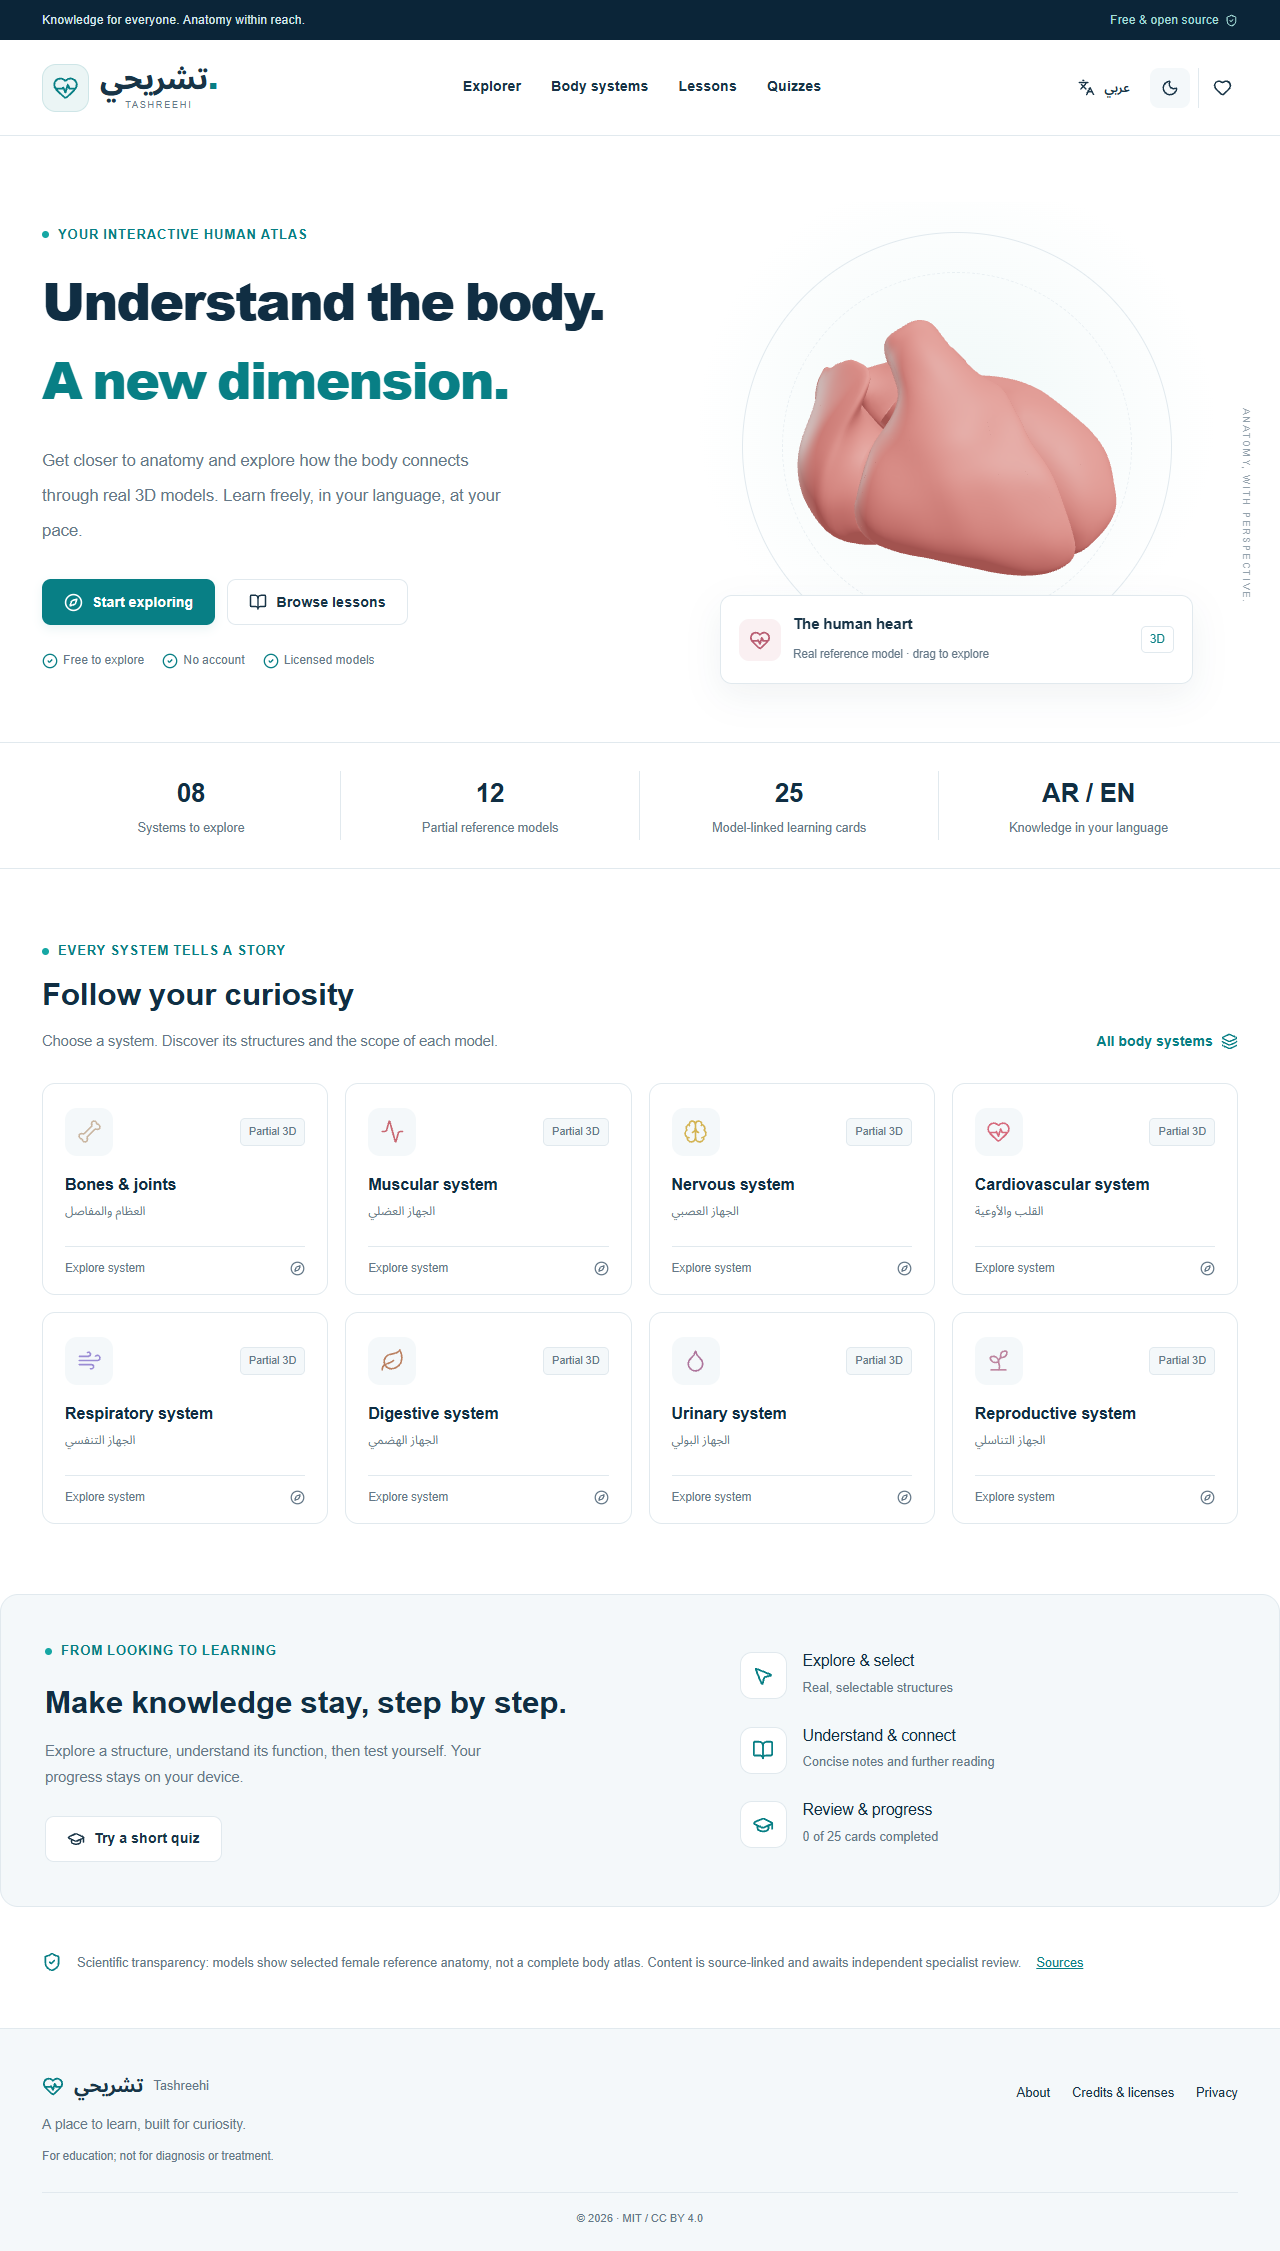 Knowledge for everyone. Anatomy within reach.
Free & open source
تشريحي.
TASHREEHI
Explorer
Body systems
Lessons
Quizzes
عربي
YOUR INTERACTIVE HUMAN ATLAS
Understand the body.
A new dimension.
Get closer to anatomy and explore how the body connects
through real 3D models. Learn freely, in your language, at your
pace.
Start exploring
Browse lessons
Free to explore
No account
Licensed models
ANATOMY, WITH PERSPECTIVE.
The human heart
Real reference model · drag to explore
3D
08
Systems to explore
12
Partial reference models
25
Model-linked learning cards
AR / EN
Knowledge in your language
EVERY SYSTEM TELLS A STORY
Follow your curiosity
Choose a system. Discover its structures and the scope of each model.
All body systems
Partial 3D
Bones & joints
العظام والمفاصل
Explore system
Partial 3D
Muscular system
الجهاز العضلي
Explore system
Partial 3D
Nervous system
الجهاز العصبي
Explore system
Partial 3D
Cardiovascular system
القلب والأوعية
Explore system
Partial 3D
Respiratory system
الجهاز التنفسي
Explore system
Partial 3D
Digestive system
الجهاز الهضمي
Explore system
Partial 3D
Urinary system
الجهاز البولي
Explore system
Partial 3D
Reproductive system
الجهاز التناسلي
Explore system
FROM LOOKING TO LEARNING
Make knowledge stay, step by step.
Explore a structure, understand its function, then test yourself. Your
progress stays on your device.
Try a short quiz
Explore & select
Real, selectable structures
Understand & connect
Concise notes and further reading
Review & progress
0 of 25 cards completed
Scientific transparency: models show selected female reference anatomy, not a complete body atlas. Content is source-linked and awaits independent specialist review. Sources
تشريحي Tashreehi
A place to learn, built for curiosity.
For education; not for diagnosis or treatment.
About
Credits & licenses
Privacy
© 2026 · MIT / CC BY 4.0